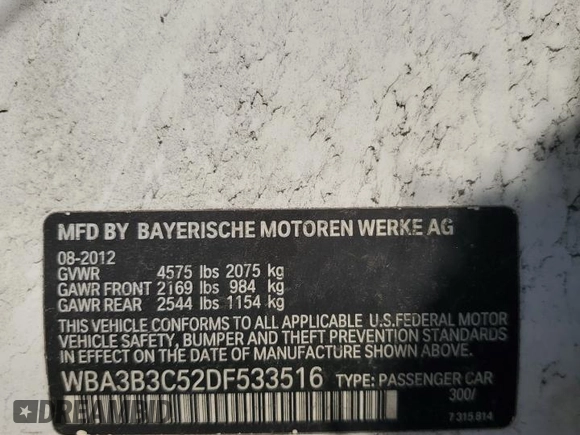 MFD BY BAYERISCHE MOTOREN WERKE AG
08-2012
GVWR 4575 lbs 2075 kg
GAWR FRONT 2169 lbs 984 kg
GAWR REAR 2544 lbs 1154 kg
THIS VEHICLE CONFORMS TO ALL APPLICABLE U.S.FEDERAL MOTOR
VEHICLE SAFETY, BUMPER AND THEFT PREVENTION STANDARDS
IN EFFECT ON THE DATE OF MANUFACTURE SHOWN ABOVE.
WBA3B3C52DF533516 TYPE: PASSENGER CAR
300/
7 315 814
DREAMBID